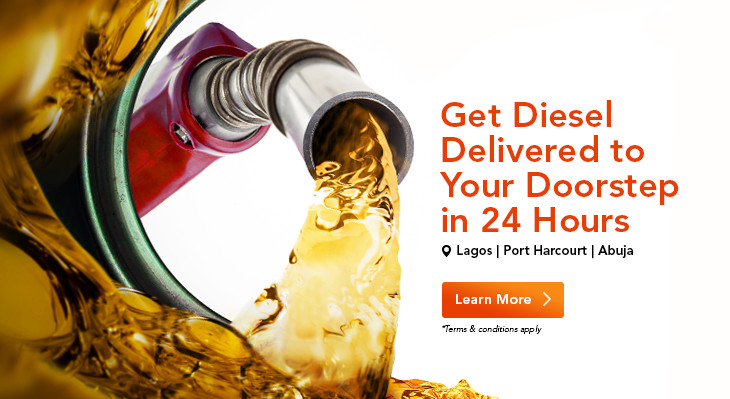 Get Diesel
Delivered to
Your Doorstep
in 24 Hours
Lagos | Port Harcourt | Abuja
Learn More
*Terms & conditions apply